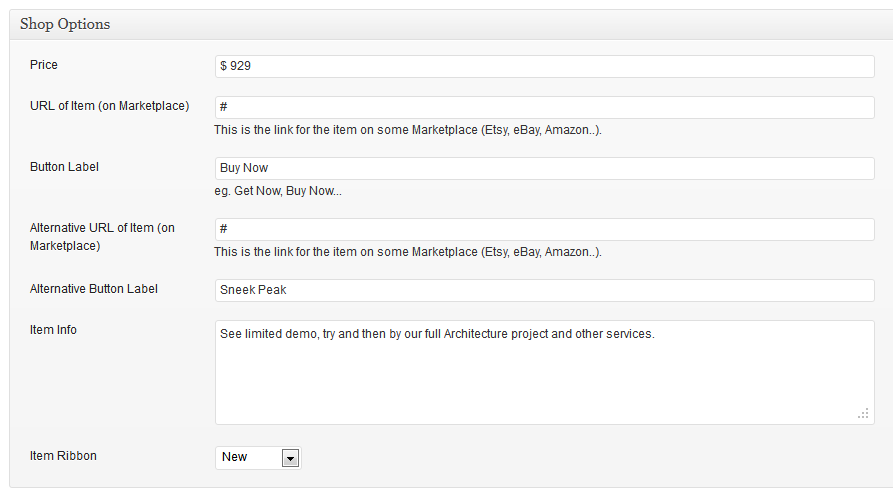 Shop Options
Price
$ 929
URL of Item (on Marketplace)
#
This is the link for the item on some Marketplace (Etsy, eBay, Amazon..).
Button Label
Buy Now
eg. Get Now, Buy Now...
Alternative URL of Item (on
Marketplace)
#
This is the link for the item on some Marketplace (Etsy, eBay, Amazon..).
Alternative Button Label
Sneek Peak
Item Info
See limited demo, try and then by our full Architecture project and other services.
Item Ribbon
New